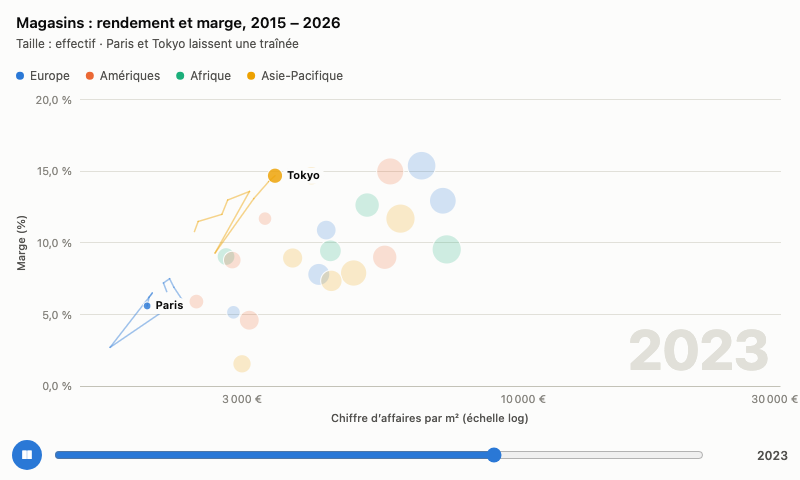 Magasins : rendement et marge, 2015 – 2026
Taille : effectif · Paris et Tokyo laissent une traînée
Europe Amériques Afrique Asie-Pacifique
20,0 %
15,0 %
10,0 %
5,0 %
0,0 %
Marge (%)
Tokyo
Paris
2023
3 000 € 10 000 € 30 000 €
Chiffre d'affaires par m² (échelle log)
2023